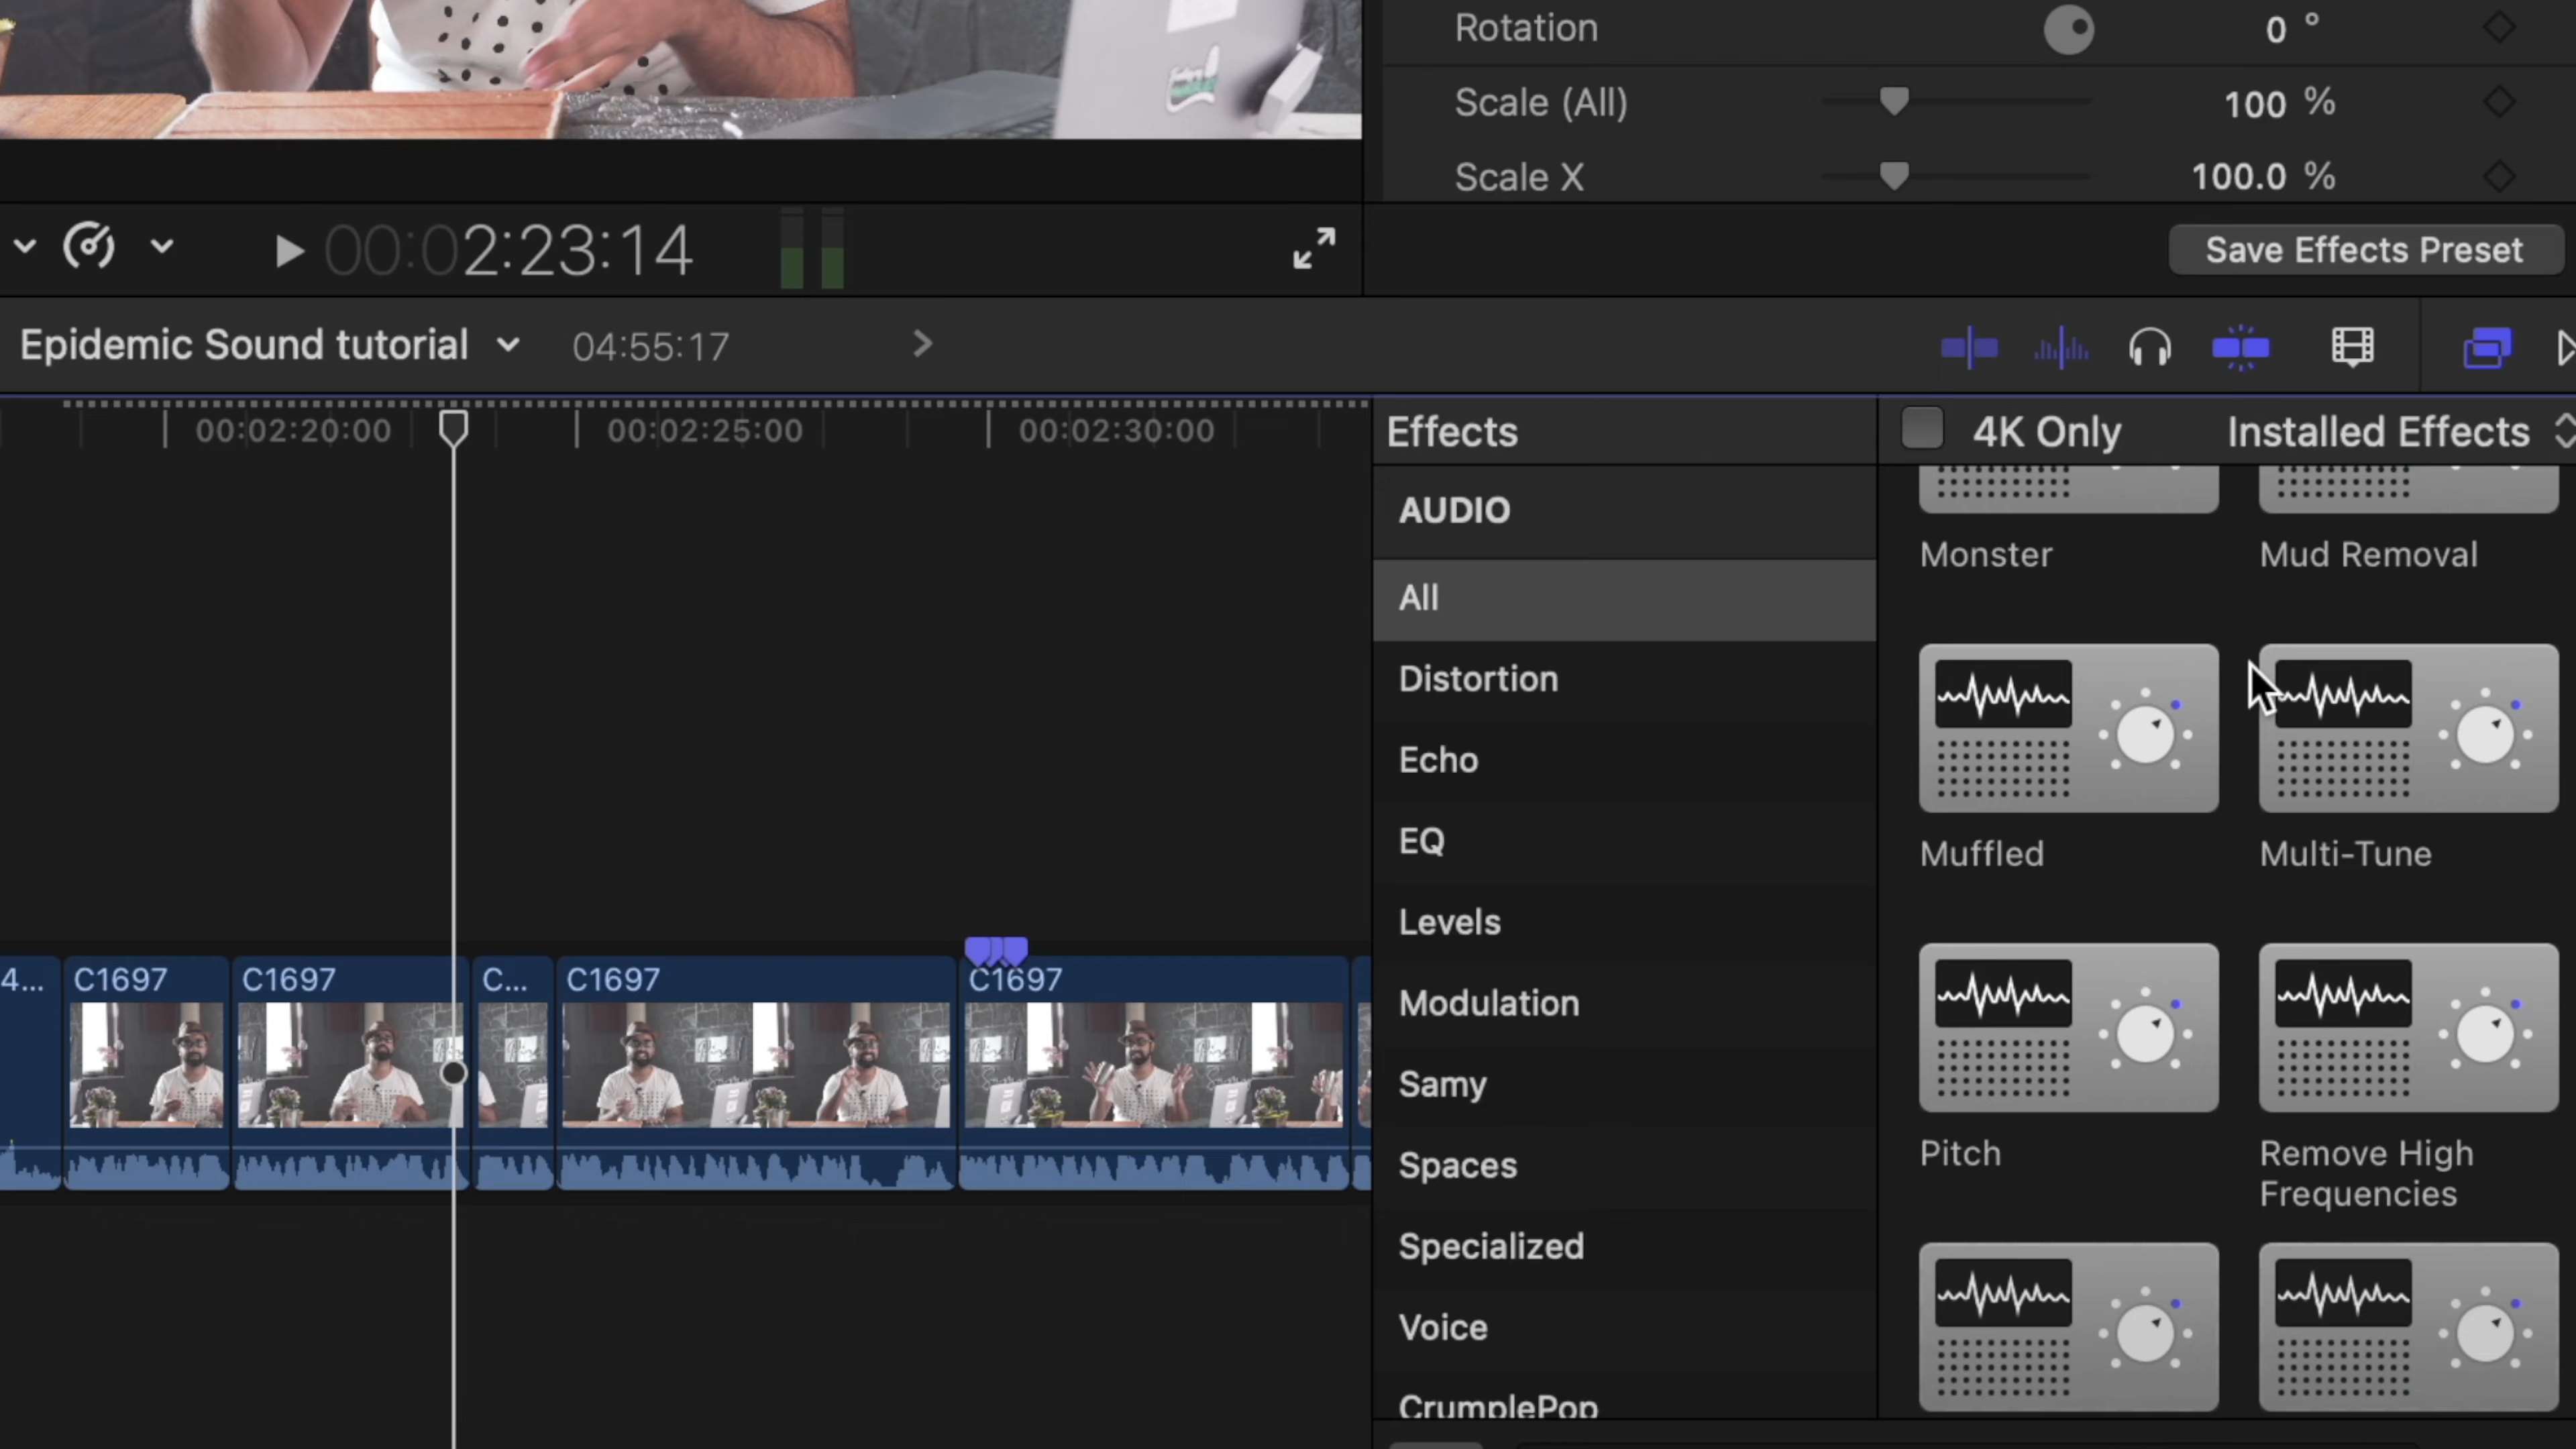 Rotation
0 °
Scale (All)
100 %
Scale X
100.0 %
00:02:23:14
Save Effects Preset
Epidemic Sound tutorial
04:55:17
00:02:20:00
00:02:25:00
00:02:30:00
Effects
4K Only
Installed Effects
AUDIO
All
Distortion
Echo
EQ
Levels
Modulation
Samy
Spaces
Specialized
Voice
CrumplePop
Monster
Mud Removal
Muffled
Multi-Tune
Pitch
Remove High
Frequencies
4...
C1697
C1697
C...
C1697
C1697